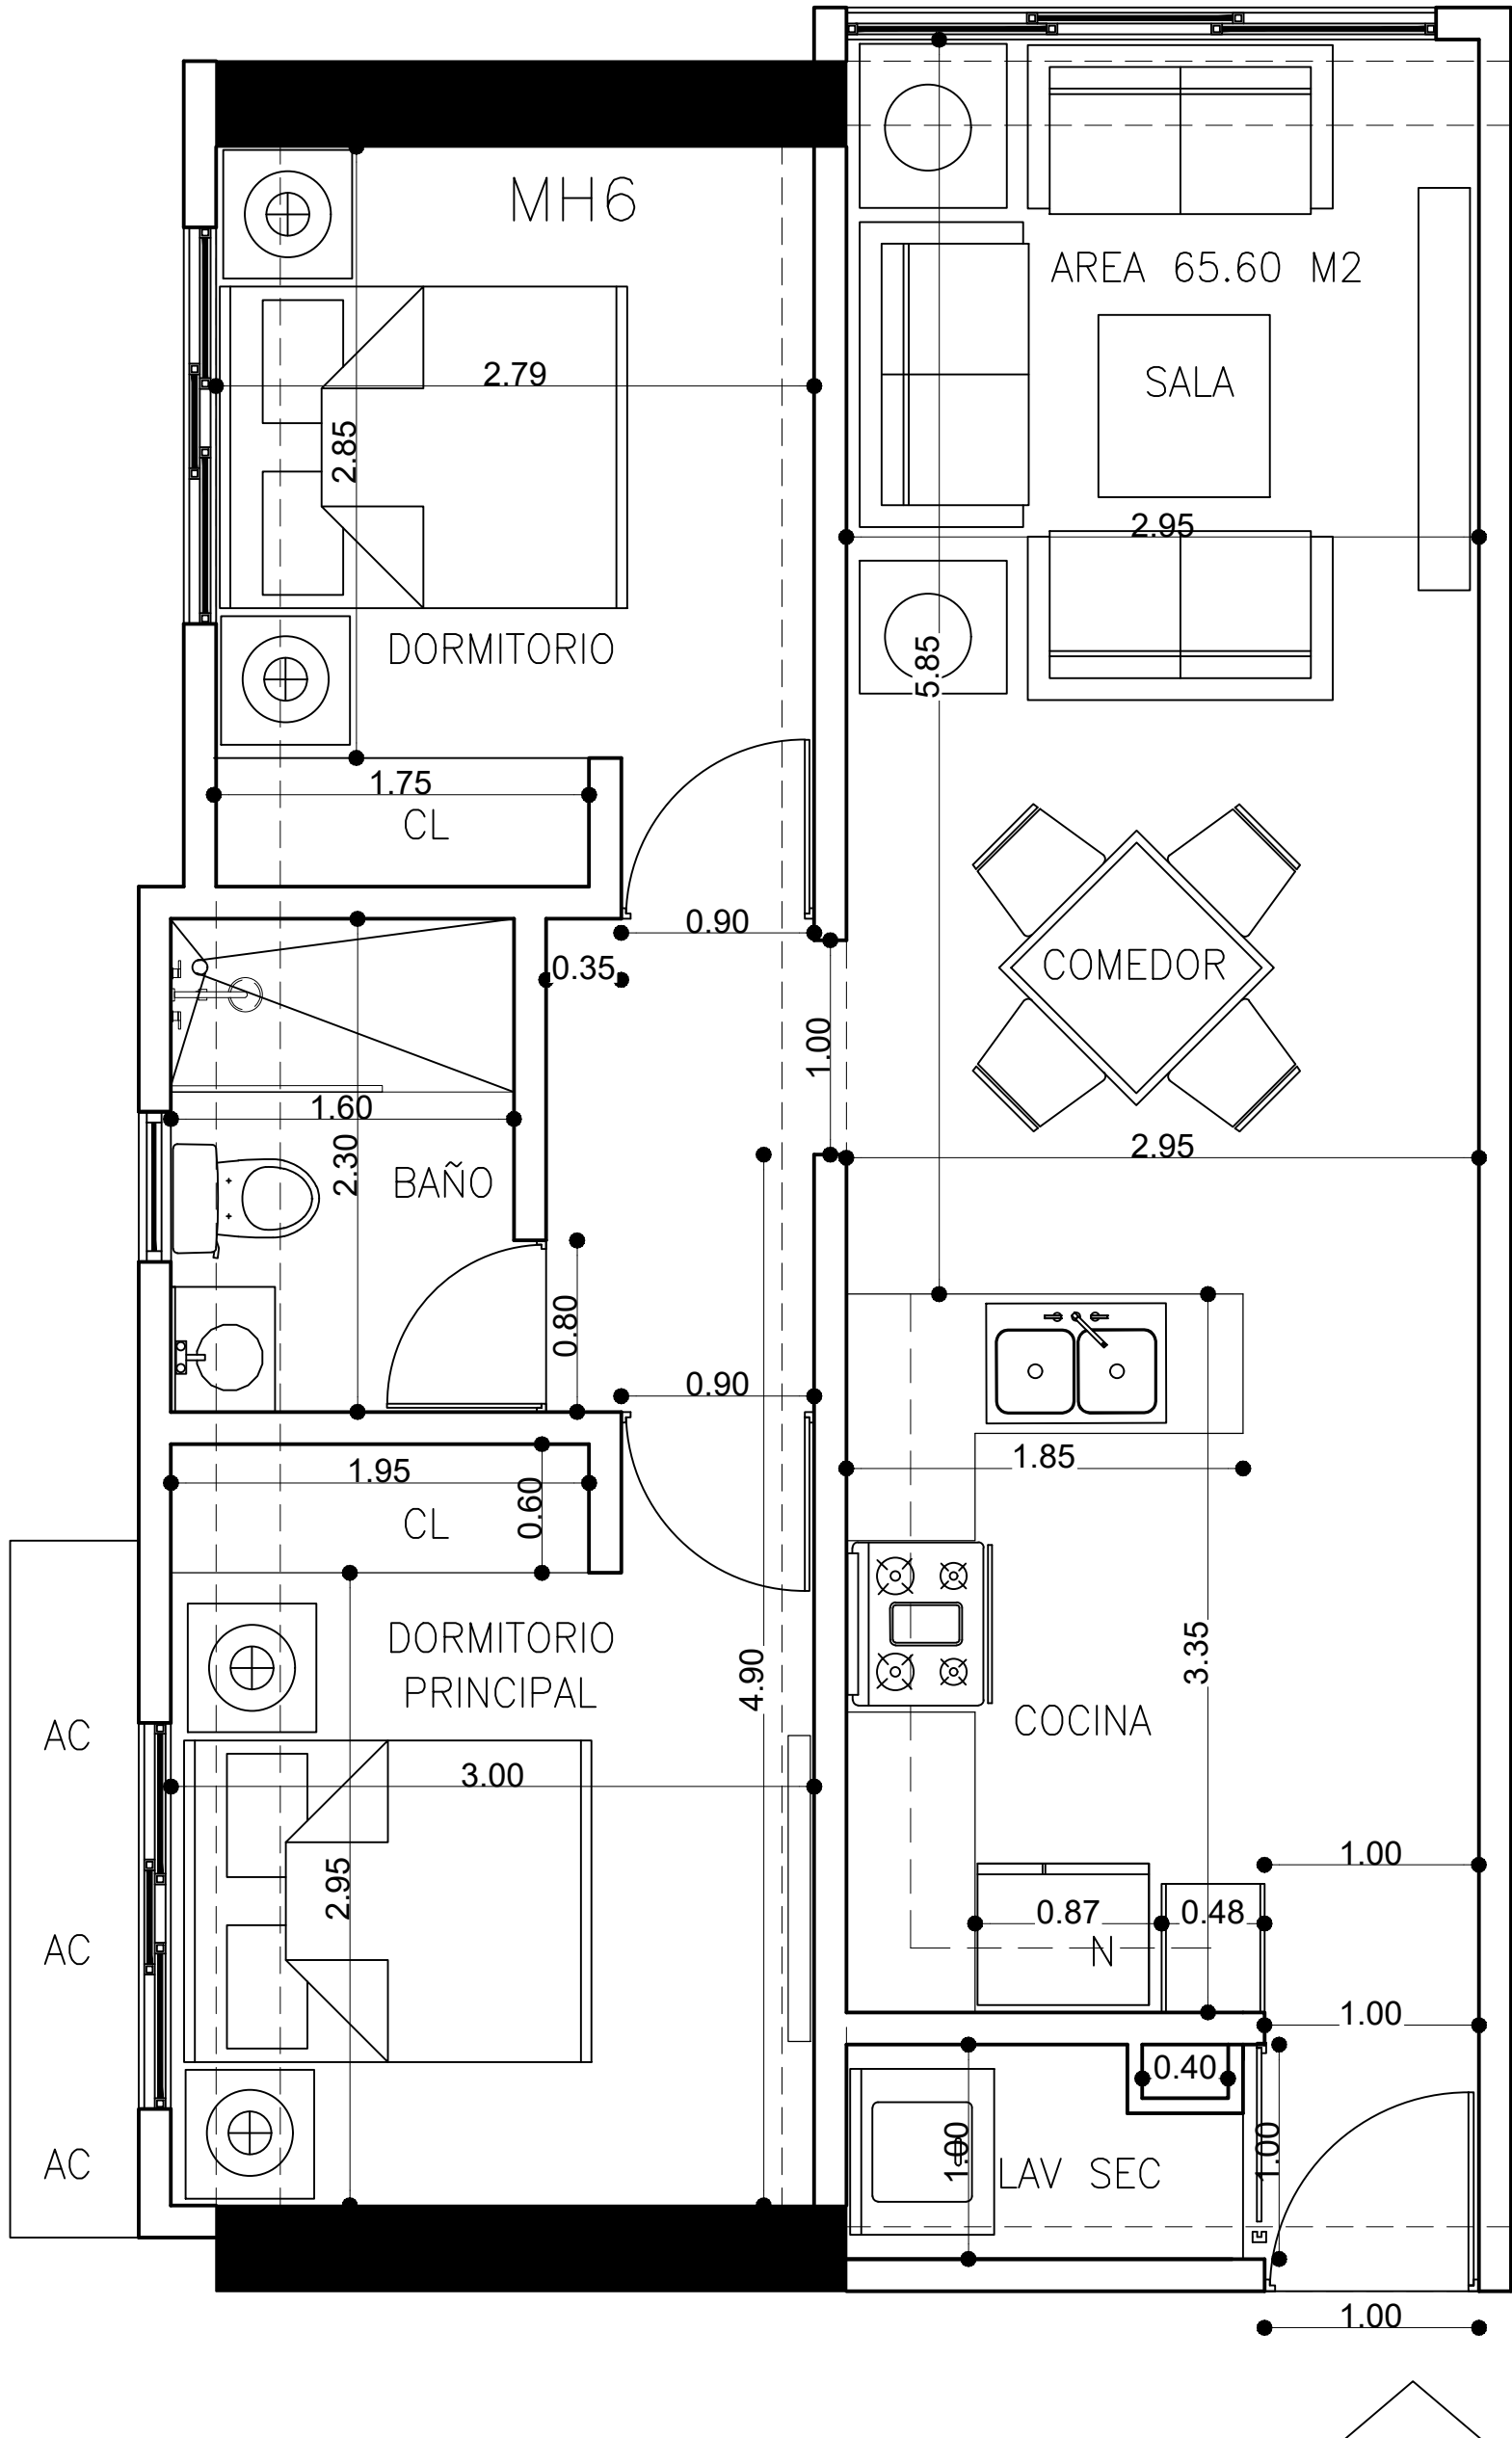 MH6
AREA 65.60 M2
2.79
SALA
2.85
2.95
DORMITORIO
5.85
1.75
CL
0.90
0.35
COMEDOR
1.00
1.60
2.30
BAÑO
2.95
0.80
0.90
1.85
1.95
0.60
CL
DORMITORIO
PRINCIPAL
4.90
3.35
COCINA
AC
3.00
1.00
2.95
0.87
0.48
AC
N
1.00
0.40
1.00
LAV SEC
1.00
AC
1.00